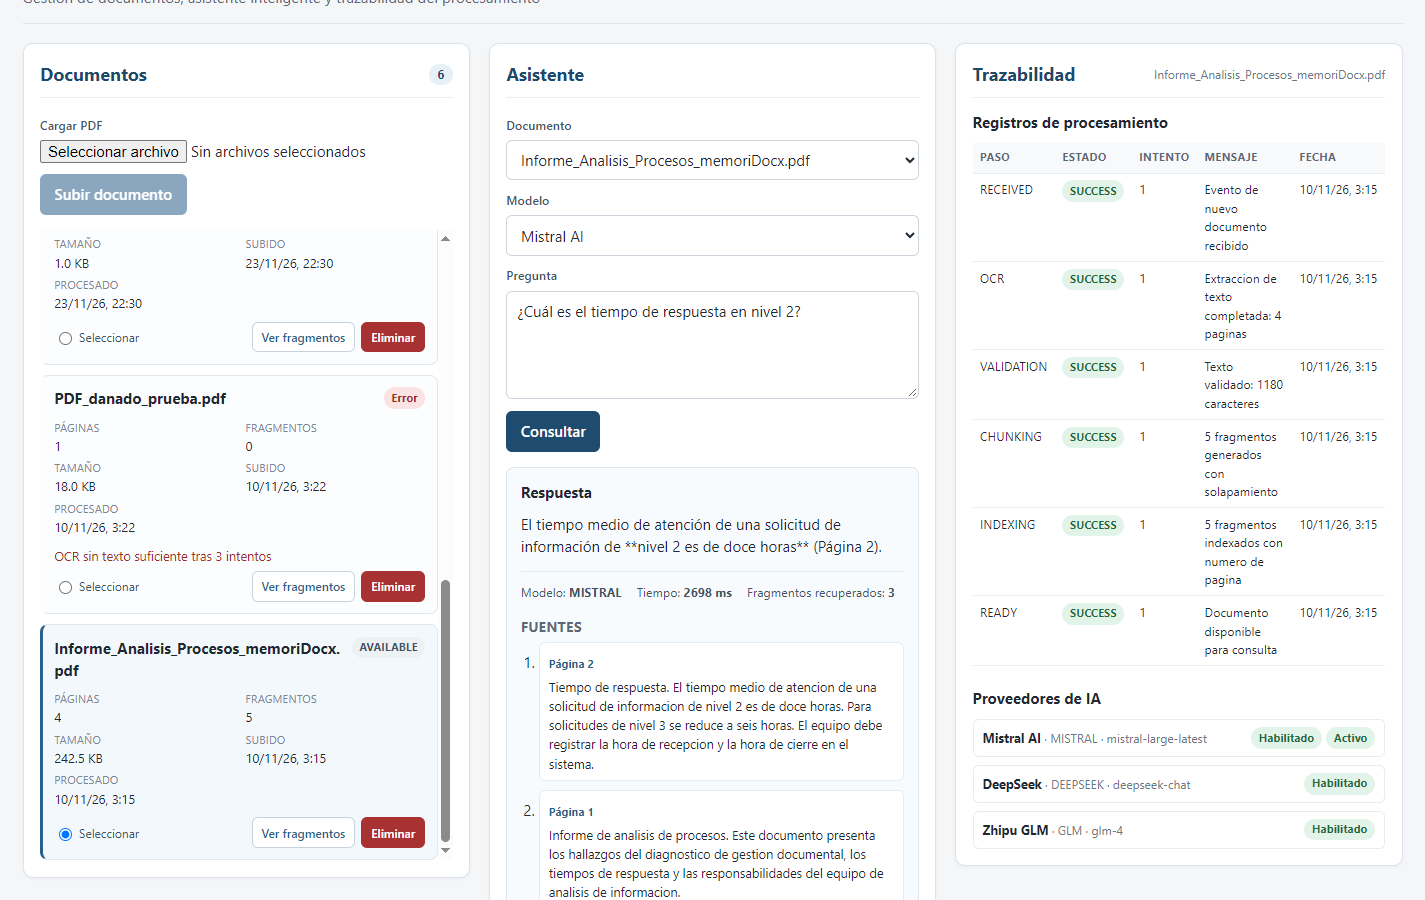 Gestión de documentos, asistente inteligente y trazabilidad del procesamiento
Documentos
6
Cargar PDF
Seleccionar archivo Sin archivos seleccionados
Subir documento
TAMAÑO SUBIDO
1.0 KB 23/11/26, 22:30
PROCESADO
23/11/26, 22:30
Seleccionar Ver fragmentos Eliminar
PDF_danado_prueba.pdf Error
PÁGINAS FRAGMENTOS
1 0
TAMAÑO SUBIDO
18.0 KB 10/11/26, 3:22
PROCESADO
10/11/26, 3:22
OCR sin texto suficiente tras 3 intentos
Seleccionar Ver fragmentos Eliminar
Informe_Analisis_Procesos_memoriDocx. AVAILABLE
pdf
PÁGINAS FRAGMENTOS
4 5
TAMAÑO SUBIDO
242.5 KB 10/11/26, 3:15
PROCESADO
10/11/26, 3:15
Seleccionar Ver fragmentos Eliminar
Asistente
Documento
Informe_Analisis_Procesos_memoriDocx.pdf
Modelo
Mistral AI
Pregunta
¿Cuál es el tiempo de respuesta en nivel 2?
Consultar
Respuesta
El tiempo medio de atención de una solicitud de
información de **nivel 2 es de doce horas** (Página 2).
Modelo: MISTRAL Tiempo: 2698 ms Fragmentos recuperados: 3
FUENTES
1. Página 2
Tiempo de respuesta. El tiempo medio de atencion de una
solicitud de informacion de nivel 2 es de doce horas. Para
solicitudes de nivel 3 se reduce a seis horas. El equipo debe
registrar la hora de recepcion y la hora de cierre en el
sistema.
2. Página 1
Informe de analisis de procesos. Este documento presenta
los hallazgos del diagnostico de gestion documental, los
tiempos de respuesta y las responsabilidades del equipo de
analisis de informacion.
Trazabilidad Informe_Analisis_Procesos_memoriDocx.pdf
Registros de procesamiento
PASO ESTADO INTENTO MENSAJE FECHA
RECEIVED SUCCESS 1 Evento de 10/11/26, 3:15
nuevo
documento
recibido
OCR SUCCESS 1 Extraccion de 10/11/26, 3:15
texto
completada: 4
paginas
VALIDATION SUCCESS 1 Texto 10/11/26, 3:15
validado: 1180
caracteres
CHUNKING SUCCESS 1 5 fragmentos 10/11/26, 3:15
generados
con
solapamiento
INDEXING SUCCESS 1 5 fragmentos 10/11/26, 3:15
indexados con
numero de
pagina
READY SUCCESS 1 Documento 10/11/26, 3:15
disponible
para consulta
Proveedores de IA
Mistral AI · MISTRAL · mistral-large-latest Habilitado Activo
DeepSeek · DEEPSEEK · deepseek-chat Habilitado
Zhipu GLM · GLM · glm-4 Habilitado